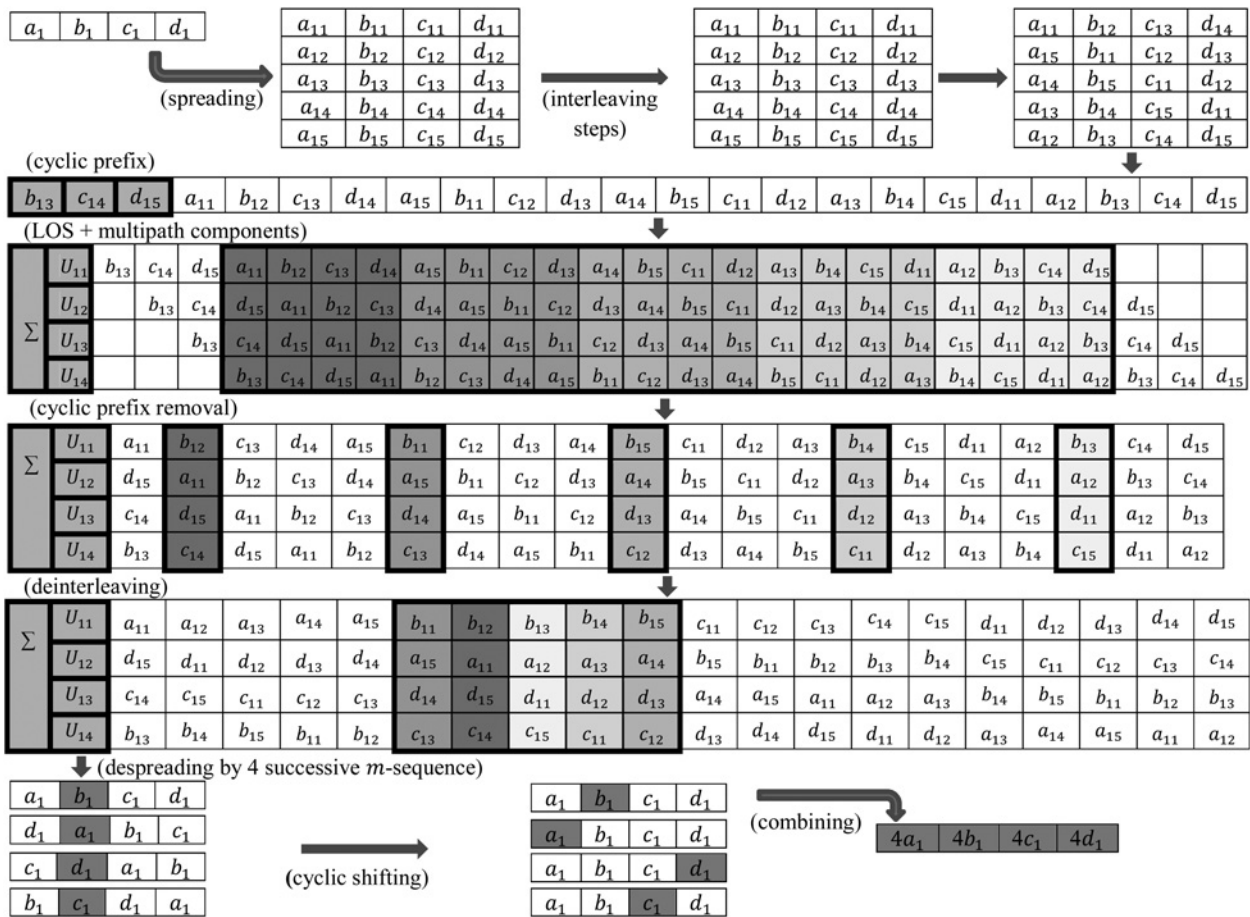 a₁ b₁ c₁ d₁
(spreading)
a₁₁ b₁₁ c₁₁ d₁₁
a₁₂ b₁₂ c₁₂ d₁₂
a₁₃ b₁₃ c₁₃ d₁₃
a₁₄ b₁₄ c₁₄ d₁₄
a₁₅ b₁₅ c₁₅ d₁₅
(interleaving
steps)
a₁₁ b₁₁ c₁₁ d₁₁
a₁₂ b₁₂ c₁₂ d₁₂
a₁₃ b₁₃ c₁₃ d₁₃
a₁₄ b₁₄ c₁₄ d₁₄
a₁₅ b₁₅ c₁₅ d₁₅
a₁₁ b₁₂ c₁₃ d₁₄
a₁₅ b₁₁ c₁₂ d₁₃
a₁₄ b₁₅ c₁₁ d₁₂
a₁₃ b₁₄ c₁₅ d₁₁
a₁₂ b₁₃ c₁₄ d₁₅
(cyclic prefix)
b₁₃ c₁₄ d₁₅ a₁₁ b₁₂ c₁₃ d₁₄ a₁₅ b₁₁ c₁₂ d₁₃ a₁₄ b₁₅ c₁₁ d₁₂ a₁₃ b₁₄ c₁₅ d₁₁ a₁₂ b₁₃ c₁₄ d₁₅
(LOS + multipath components)
∑
U₁₁ b₁₃ c₁₄ d₁₅ a₁₁ b₁₂ c₁₃ d₁₄ a₁₅ b₁₁ c₁₂ d₁₃ a₁₄ b₁₅ c₁₁ d₁₂ a₁₃ b₁₄ c₁₅ d₁₁ a₁₂ b₁₃ c₁₄ d₁₅
U₁₂ b₁₃ c₁₄ d₁₅ a₁₁ b₁₂ c₁₃ d₁₄ a₁₅ b₁₁ c₁₂ d₁₃ a₁₄ b₁₅ c₁₁ d₁₂ a₁₃ b₁₄ c₁₅ d₁₁ a₁₂ b₁₃ c₁₄ d₁₅
U₁₃ b₁₃ c₁₄ d₁₅ a₁₁ b₁₂ c₁₃ d₁₄ a₁₅ b₁₁ c₁₂ d₁₃ a₁₄ b₁₅ c₁₁ d₁₂ a₁₃ b₁₄ c₁₅ d₁₁ a₁₂ b₁₃ c₁₄ d₁₅
U₁₄ b₁₃ c₁₄ d₁₅ a₁₁ b₁₂ c₁₃ d₁₄ a₁₅ b₁₁ c₁₂ d₁₃ a₁₄ b₁₅ c₁₁ d₁₂ a₁₃ b₁₄ c₁₅ d₁₁ a₁₂ b₁₃ c₁₄ d₁₅
(cyclic prefix removal)
∑
U₁₁ a₁₁ b₁₂ c₁₃ d₁₄ a₁₅ b₁₁ c₁₂ d₁₃ a₁₄ b₁₅ c₁₁ d₁₂ a₁₃ b₁₄ c₁₅ d₁₁ a₁₂ b₁₃ c₁₄ d₁₅
U₁₂ d₁₅ a₁₁ b₁₂ c₁₃ d₁₄ a₁₅ b₁₁ c₁₂ d₁₃ a₁₄ b₁₅ c₁₁ d₁₂ a₁₃ b₁₄ c₁₅ d₁₁ a₁₂ b₁₃ c₁₄
U₁₃ c₁₄ d₁₅ a₁₁ b₁₂ c₁₃ d₁₄ a₁₅ b₁₁ c₁₂ d₁₃ a₁₄ b₁₅ c₁₁ d₁₂ a₁₃ b₁₄ c₁₅ d₁₁ a₁₂ b₁₃
U₁₄ b₁₃ c₁₄ d₁₅ a₁₁ b₁₂ c₁₃ d₁₄ a₁₅ b₁₁ c₁₂ d₁₃ a₁₄ b₁₅ c₁₁ d₁₂ a₁₃ b₁₄ c₁₅ d₁₁ a₁₂
(deinterleaving)
∑
U₁₁ a₁₁ a₁₂ a₁₃ a₁₄ a₁₅ b₁₁ b₁₂ b₁₃ b₁₄ b₁₅ c₁₁ c₁₂ c₁₃ c₁₄ c₁₅ d₁₁ d₁₂ d₁₃ d₁₄ d₁₅
U₁₂ d₁₅ d₁₁ d₁₂ d₁₃ d₁₄ a₁₅ a₁₁ a₁₂ a₁₃ a₁₄ b₁₅ b₁₁ b₁₂ b₁₃ b₁₄ c₁₅ c₁₁ c₁₂ c₁₃ c₁₄
U₁₃ c₁₄ c₁₅ c₁₁ c₁₂ c₁₃ d₁₄ d₁₅ d₁₁ d₁₂ d₁₃ a₁₄ a₁₅ a₁₁ a₁₂ a₁₃ b₁₄ b₁₅ b₁₁ b₁₂ b₁₃
U₁₄ b₁₃ b₁₄ b₁₅ b₁₁ b₁₂ c₁₃ c₁₄ c₁₅ c₁₁ c₁₂ d₁₃ d₁₄ d₁₅ d₁₁ d₁₂ a₁₃ a₁₄ a₁₅ a₁₁ a₁₂
(despreading by 4 successive m-sequence)
a₁ b₁ c₁ d₁
d₁ a₁ b₁ c₁
c₁ d₁ a₁ b₁
b₁ c₁ d₁ a₁
(cyclic shifting)
a₁ b₁ c₁ d₁
a₁ b₁ c₁ d₁
a₁ b₁ c₁ d₁
a₁ b₁ c₁ d₁
(combining)
4a₁ 4b₁ 4c₁ 4d₁